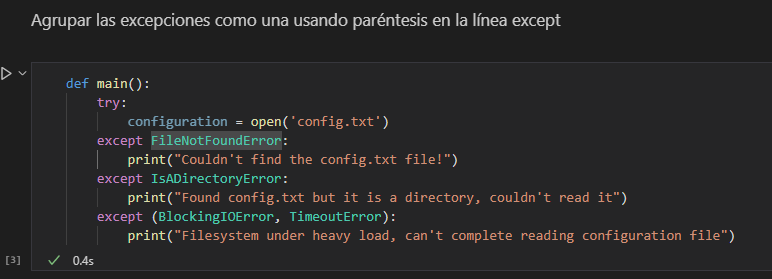 Agrupar las excepciones como una usando paréntesis en la línea except
def main():
try:
configuration = open('config.txt')
except FileNotFoundError:
print("Couldn't find the config.txt file!")
except IsADirectoryError:
print("Found config.txt but it is a directory, couldn't read it")
except (BlockingIOError, TimeoutError):
print("Filesystem under heavy load, can't complete reading configuration file")
[3] 0.4s